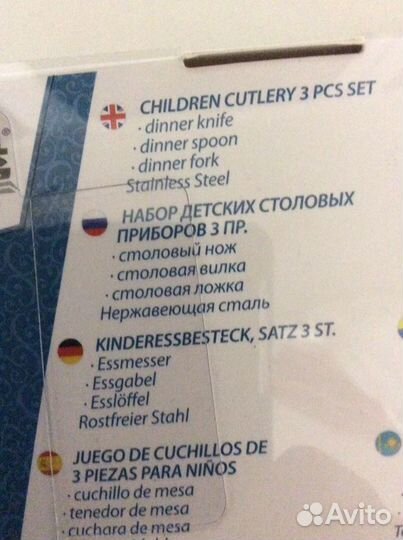 CHILDREN CUTLERY 3 PCS SET
· dinner knife
· dinner spoon
· dinner fork
Stainless Steel
НАБОР ДЕТСКИХ СТОЛОВЫХ
ПРИБОРОВ 3 ПР.
· столовый нож
· столовая вилка
· столовая ложка
Нержавеющая сталь
KINDERESSBESTECK, SATZ 3 ST.
· Essmesser
· Essgabel
· Esslöffel
Rostfreier Stahl
JUEGO DE CUCHILLOS DE
3 PIEZAS PARA NIÑOS
· cuchillo de mesa
· tenedor de mesa
· cuchara de mesa
Avito